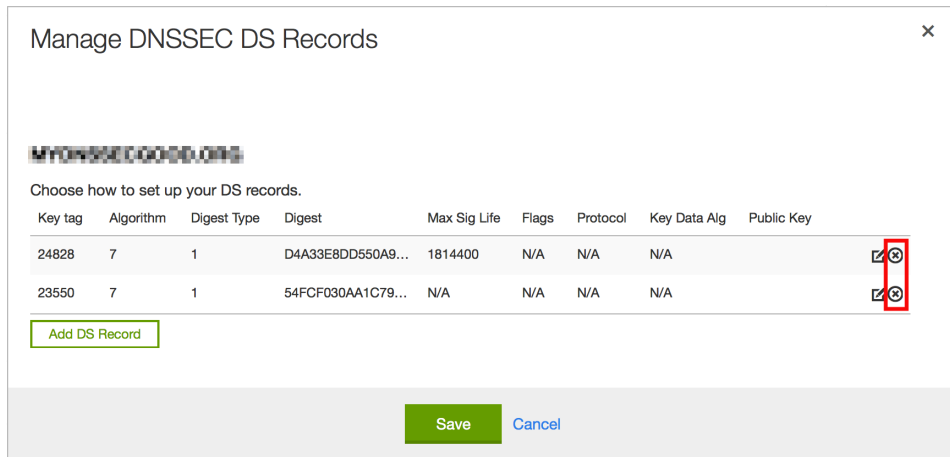 Manage DNSSEC DS Records
Choose how to set up your DS records.
Key tag Algorithm Digest Type Digest Max Sig Life Flags Protocol Key Data Alg Public Key
24828 7 1 D4A33E8DD550A9... 1814400 N/A N/A N/A
23550 7 1 54FCF030AA1C79... N/A N/A N/A N/A
Add DS Record
Save Cancel